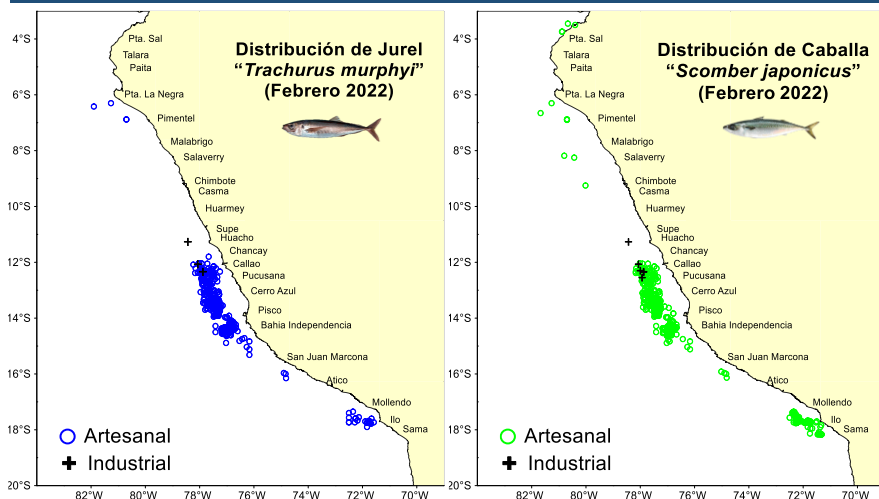 Distribución de Jurel
“Trachurus murphyi”
(Febrero 2022)
4°S
6°S
8°S
10°S
12°S
14°S
16°S
18°S
20°S
Pta. Sal
Talara
Paita
Pta. La Negra
Pimentel
Malabrigo
Salaverry
Chimbote
Casma
Huarmey
Supe
Huacho
Chancay
Callao
Pucusana
Cerro Azul
Pisco
Bahia Independencia
San Juan Marcona
Atico
Mollendo
Ilo
Sama
Artesanal
Industrial
82°W 80°W 78°W 76°W 74°W 72°W 70°W
Distribución de Caballa
“Scomber japonicus”
(Febrero 2022)
4°S
6°S
8°S
10°S
12°S
14°S
16°S
18°S
20°S
Pta. Sal
Talara
Paita
Pta. La Negra
Pimentel
Malabrigo
Salaverry
Chimbote
Casma
Huarmey
Supe
Huacho
Chancay
Callao
Pucusana
Cerro Azul
Pisco
Bahia Independencia
San Juan Marcona
Atico
Mollendo
Ilo
Sama
Artesanal
Industrial
82°W 80°W 78°W 76°W 74°W 72°W 70°W